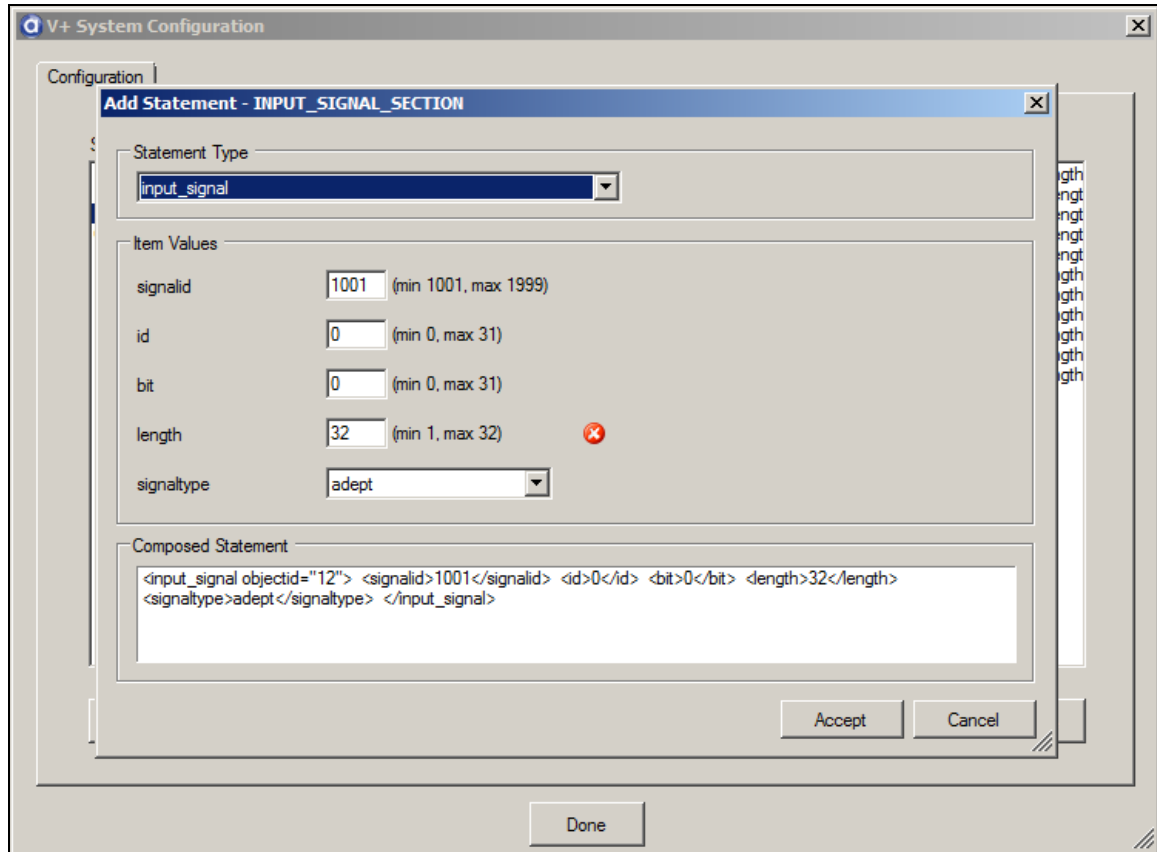 V+ System Configuration
Configuration
Add Statement - INPUT_SIGNAL_SECTION
Statement Type
input_signal
Item Values
signalid 1001 (min 1001, max 1999)
id 0 (min 0, max 31)
bit 0 (min 0, max 31)
length 32 (min 1, max 32)
signaltype adept
Composed Statement
<input_signal objectid="12"> <signalid>1001</signalid> <id>0</id> <bit>0</bit> <length>32</length>
<signaltype>adept</signaltype> </input_signal>
Accept Cancel
Done